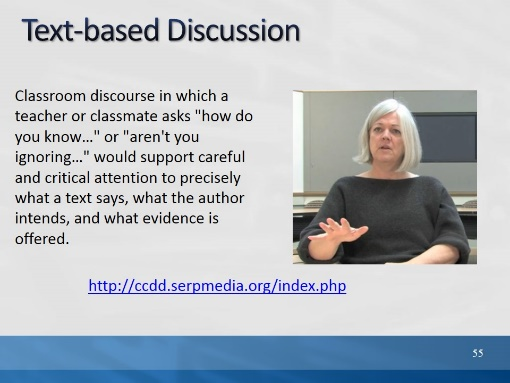 Text-based Discussion
Classroom discourse in which a
teacher or classmate asks "how do
you know…" or "aren't you
ignoring…" would support careful
and critical attention to precisely
what a text says, what the author
intends, and what evidence is
offered.
http://ccdd.serpmedia.org/index.php
55